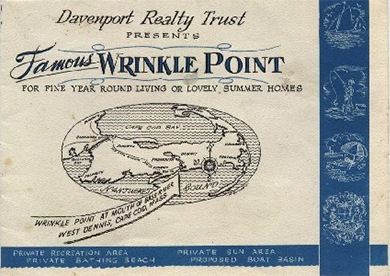 Davenport Realty Trust
PRESENTS
Famous WRINKLE POINT
FOR FINE YEAR ROUND LIVING OR LOVELY SUMMER HOMES
CAPE COD BAY
NANTUCKET SOUND
WRINKLE POINT AT MOUTH OF BASS RIVER
WEST DENNIS, CAPE COD, MASS
PRIVATE RECREATION AREA
PRIVATE SUN AREA
PRIVATE BATHING BEACH
PROPOSED BOAT BASIN